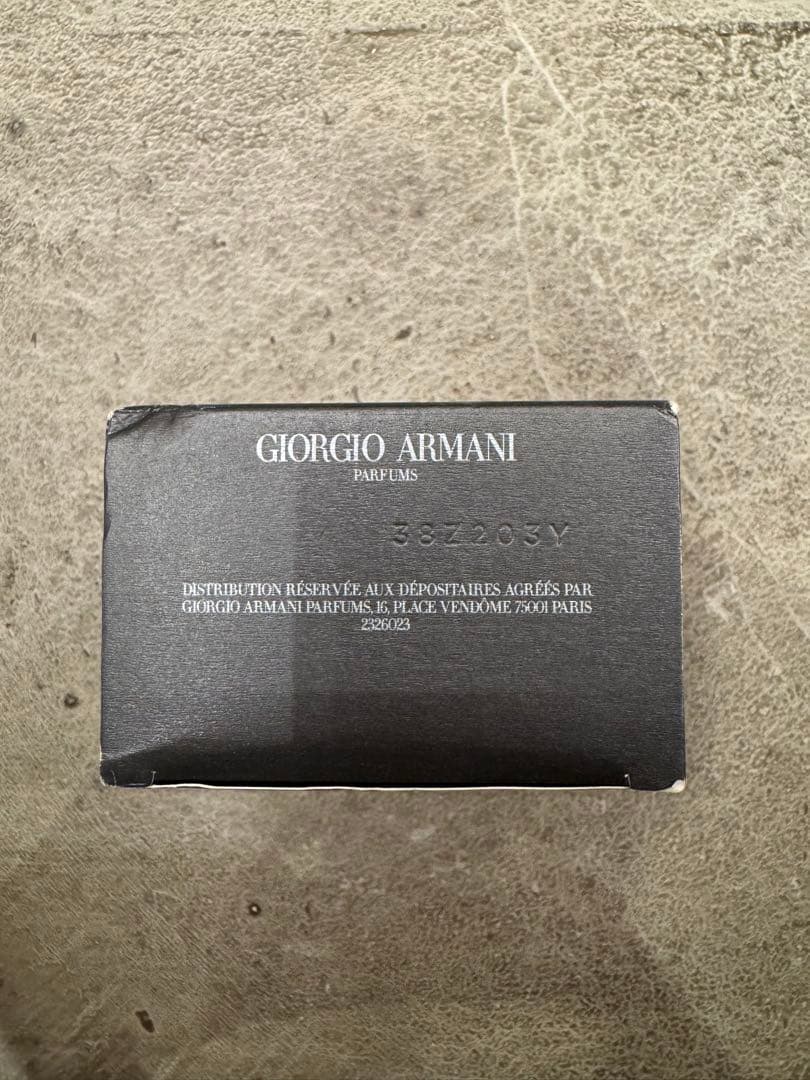 GIORGIO ARMANI
PARFUMS
38Z203Y
DISTRIBUTION RÉSERVÉE AUX DÉPOSITAIRES AGRÉÉS PAR
GIORGIO ARMANI PARFUMS, 16, PLACE VENDÔME 75001 PARIS
2326023